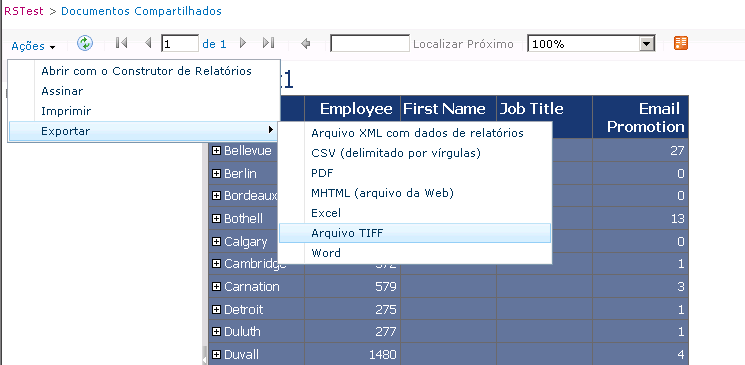 RSTest > Documentos Compartilhados
Ações 1 de 1 Localizar Próximo 100%
Abrir com o Construtor de Relatórios
Assinar
Imprimir
Exportar
Arquivo XML com dados de relatórios
CSV (delimitado por vírgulas)
PDF
MHTML (arquivo da Web)
Excel
Arquivo TIFF
Word
Employee First Name Job Title Email Promotion
Bellevue 27
Berlin 0
Bordeaux 0
Bothell 13
Calgary 0
Cambridge 1
Carnation 579 3
Detroit 275 1
Duluth 277 1
Duvall 1480 4